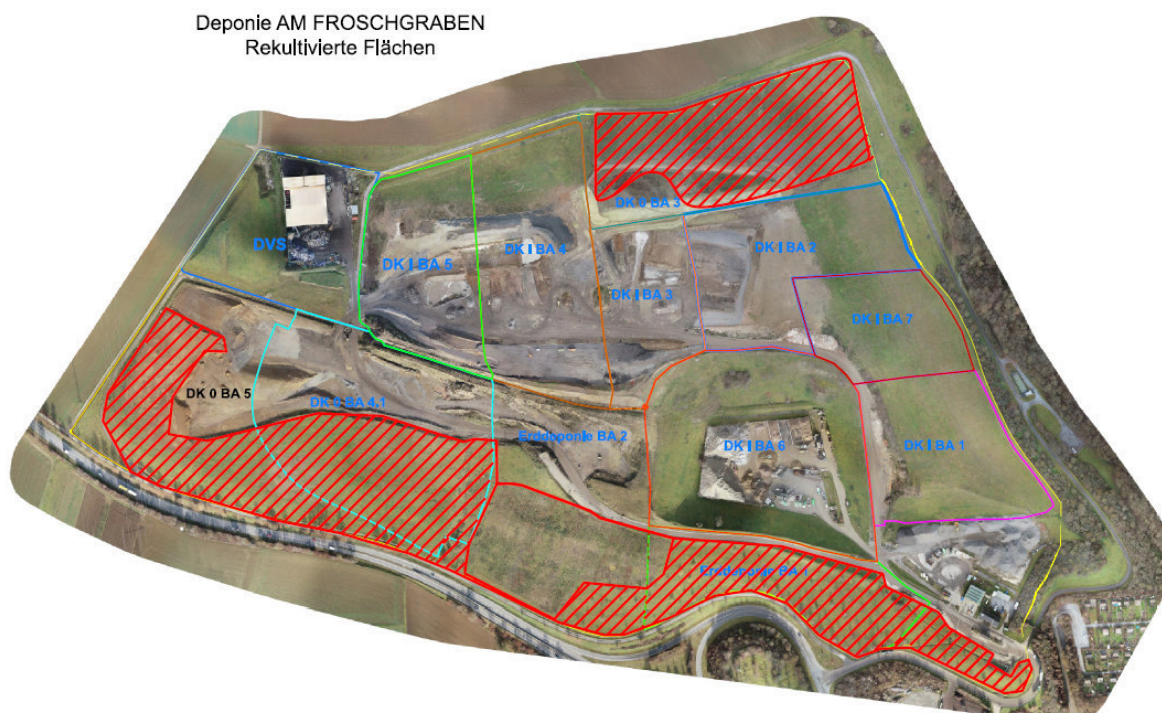 Deponie AM FROSCHGRABEN
Rekultivierte Flächen
DK 0 BA 3
DVS
DK I BA 5
DK I BA 4
DK I BA 3
DK I BA 2
DK I BA 7
DK 0 BA 5
DK 0 BA 4.1
Erddeponie BA 2
DK I BA 6
DK I BA 1
Erddeponie BA 1